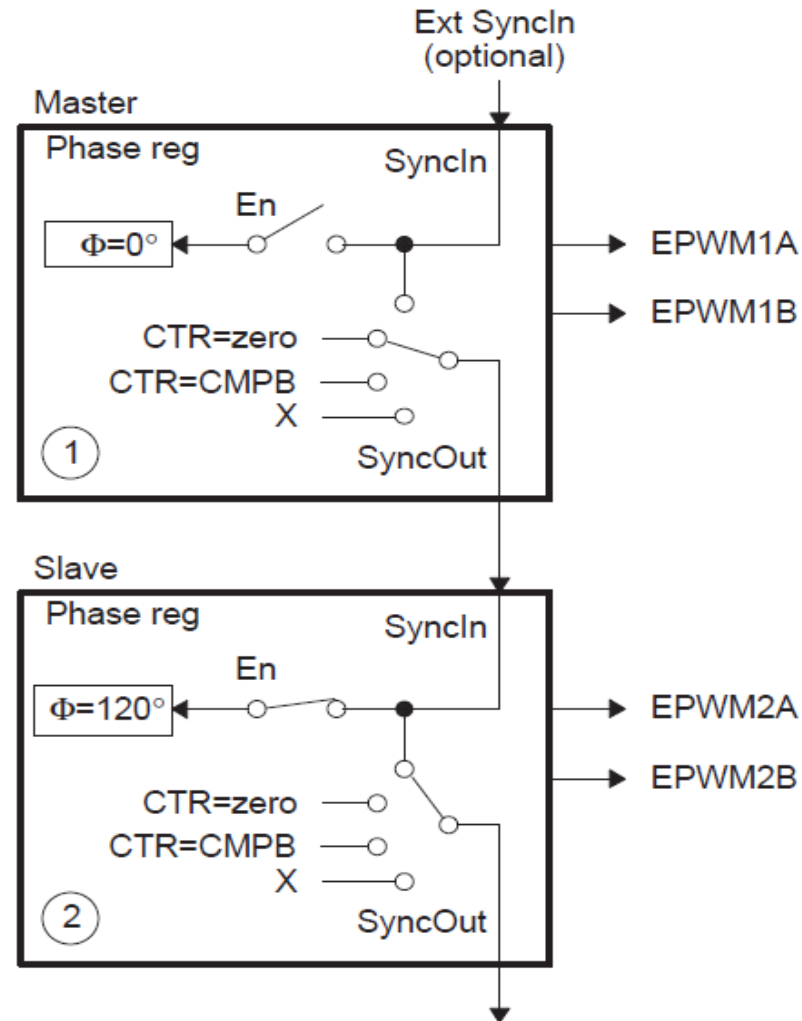 Ext SyncIn
(optional)
Master
Phase reg
SyncIn
En
Φ=0°
EPWM1A
EPWM1B
CTR=zero
CTR=CMPB
X
1
SyncOut
Slave
Phase reg
SyncIn
En
Φ=120°
EPWM2A
EPWM2B
CTR=zero
CTR=CMPB
X
2
SyncOut